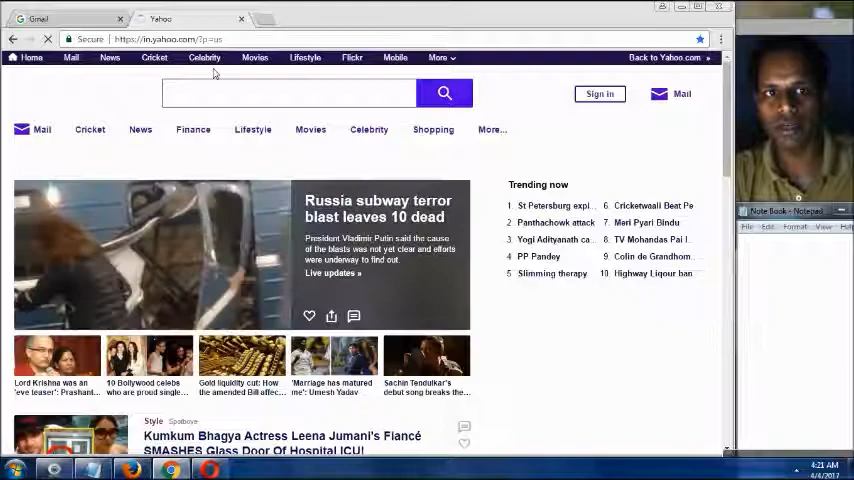 Gmail
Yahoo
Secure
https://in.yahoo.com/?p=us
Home Mail News Cricket Celebrity Movies Lifestyle Flickr Mobile More Back to Yahoo.com »
Sign in
Mail
Mail Cricket News Finance Lifestyle Movies Celebrity Shopping More...
Russia subway terror
blast leaves 10 dead
President Vladimir Putin said the cause
of the blasts was not yet clear and efforts
were underway to find out.
Live updates »
Trending now
1. St Petersburg expl... 6. Cricketwaali Beat Pe
2. Panthachowk attack 7. Meri Pyari Bindu
3. Yogi Adityanath ca... 8. TV Mohandas Pai l...
4. PP Pandey 9. Colin de Grandhom...
5. Slimming therapy 10. Highway Liqour ban
Lord Krishna was an
'eve teaser': Prashant...
10 Bollywood celebs
who are proud single...
Gold liquidity cut: How
the amended Bill affec...
'Marriage has matured
me': Umesh Yadav
Sachin Tendulkar's
debut song breaks the...
Style Spotboye
Kumkum Bhagya Actress Leena Jumani's Fiancé
SMASHES Glass Door Of Hospital ICU!
Note Book - Notepad
File Edit Format View Help
4:21 AM
4/4/2017